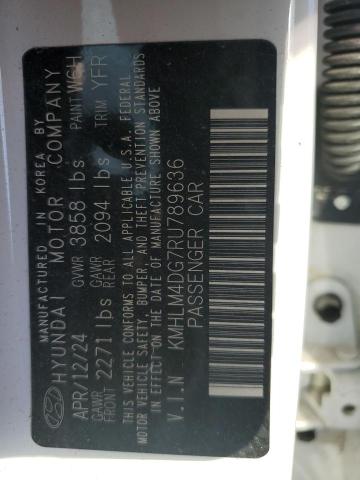 MANUFACTURED IN KOREA BY
HYUNDAI MOTOR COMPANY
APR/12/24 GVWR 3858 lbs PAINT W6H
GAWR FRONT 2271 lbs GAWR REAR 2094 lbs TRIM YFR
THIS VEHICLE CONFORMS TO ALL APPLICABLE U.S.A. FEDERAL
MOTOR VEHICLE SAFETY, BUMPER, AND THEFT PREVENTION STANDARDS
IN EFFECT ON THE DATE OF MANUFACTURE SHOWN ABOVE
V.I.N KMHLM4DG7RU789636
PASSENGER CAR